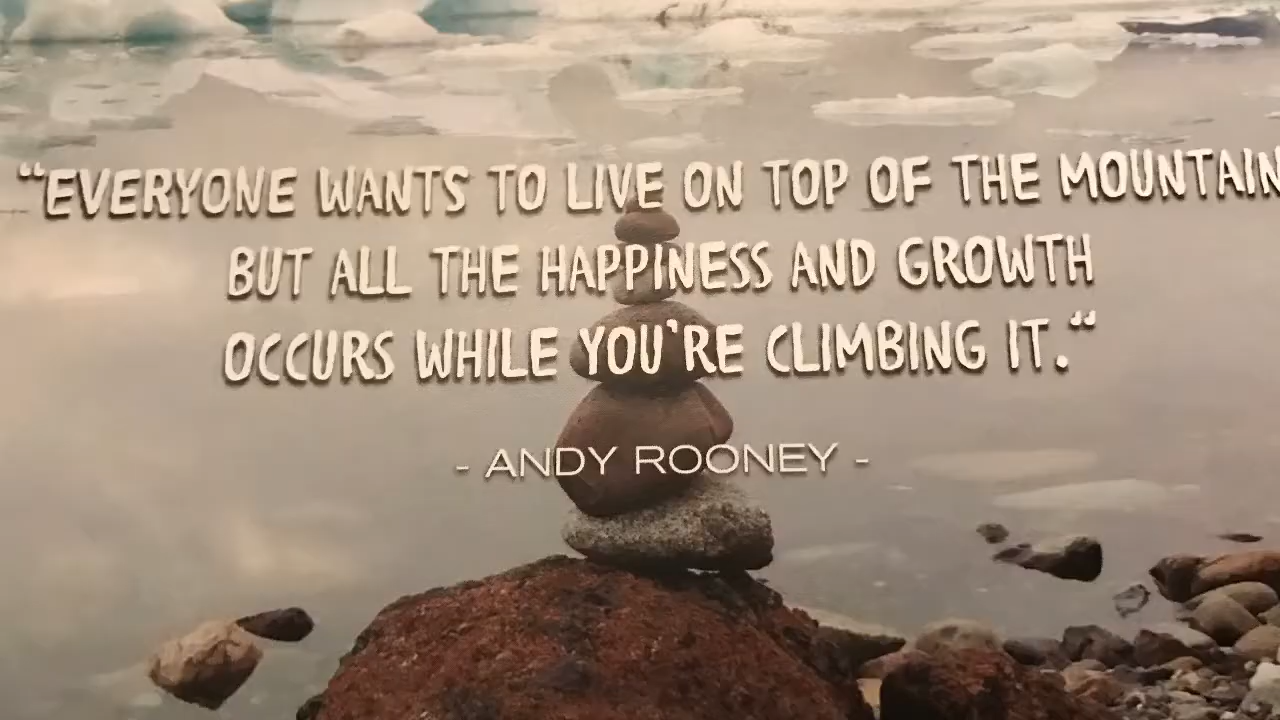 “EVERYONE WANTS TO LIVE ON TOP OF THE MOUNTAIN
BUT ALL THE HAPPINESS AND GROWTH
OCCURS WHILE YOU'RE CLIMBING IT.“
- ANDY ROONEY -